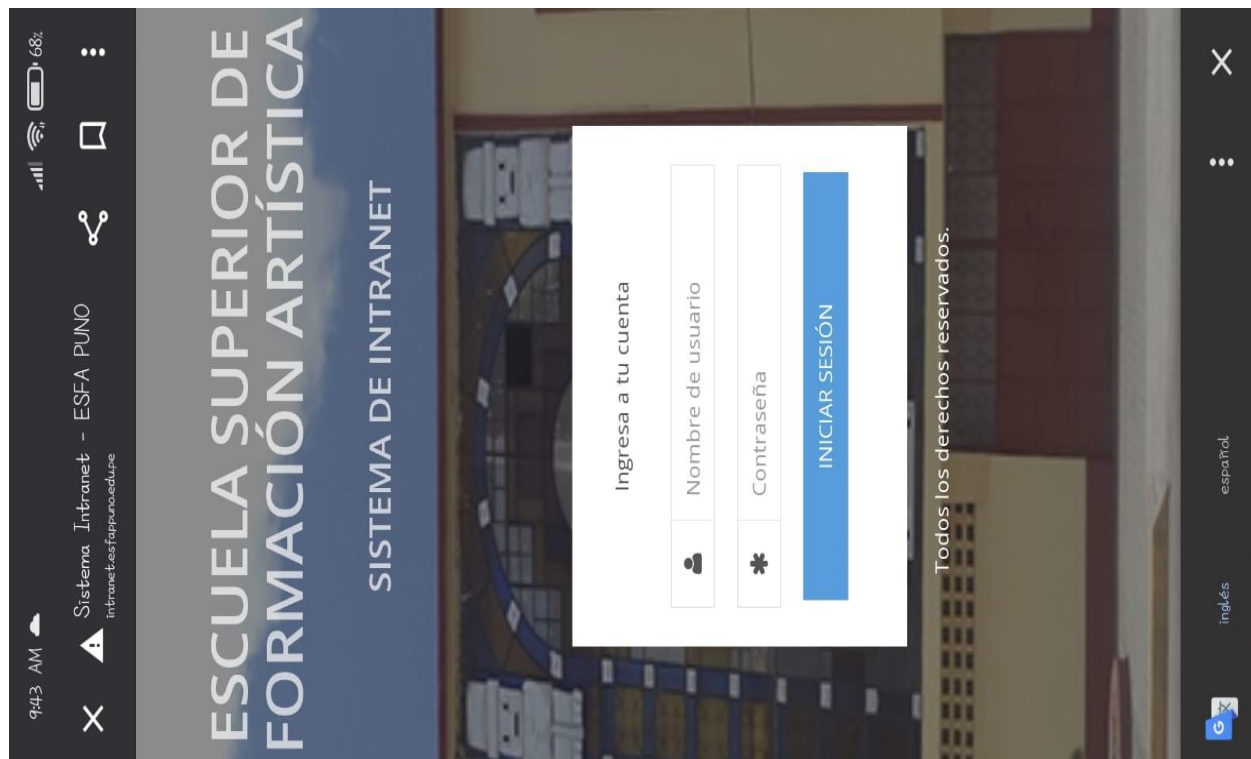 9:43 AM
68%
Sistema Intranet - ESFA PUNO
intranet.esfappuno.edu.pe
ESCUELA SUPERIOR DE
FORMACIÓN ARTÍSTICA
SISTEMA DE INTRANET
Ingresa a tu cuenta
Nombre de usuario
Contraseña
INICIAR SESIÓN
Todos los derechos reservados.
inglés
español